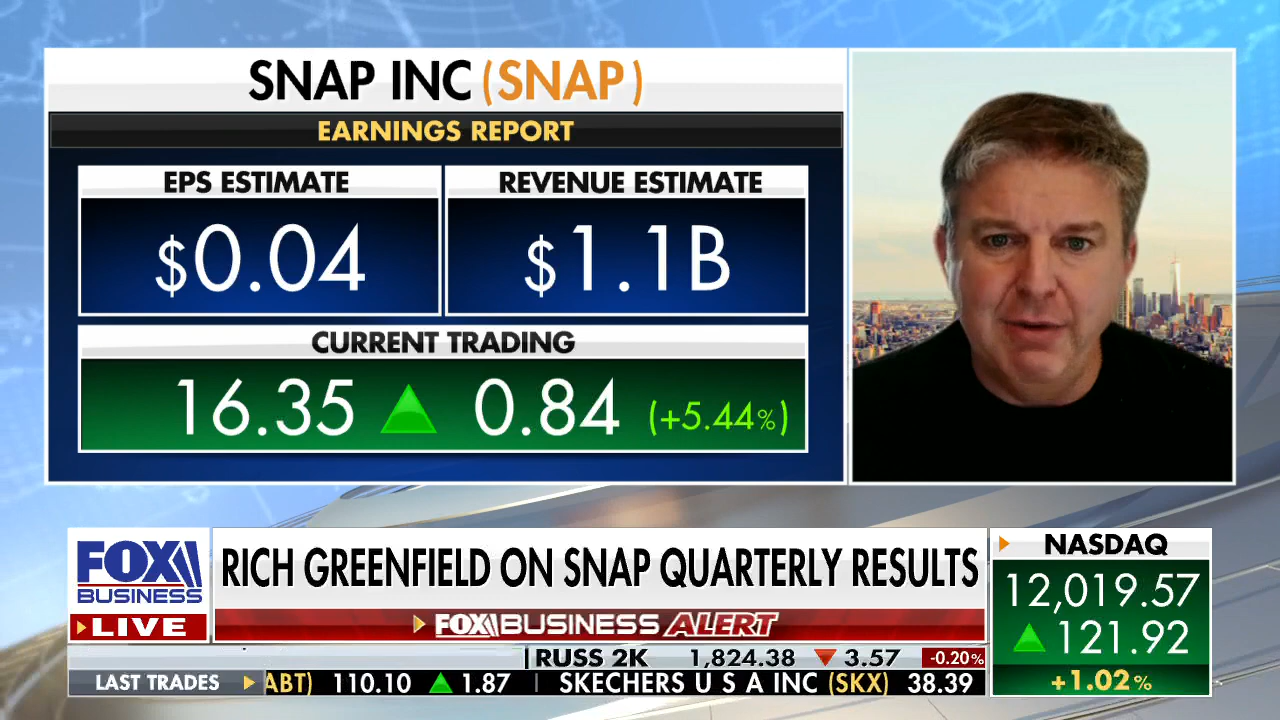 SNAP INC (SNAP)
EARNINGS REPORT
EPS ESTIMATE
$0.04
REVENUE ESTIMATE
$1.1B
CURRENT TRADING
16.35 ▲ 0.84 (+5.44%)
FOX BUSINESS
LIVE
RICH GREENFIELD ON SNAP QUARTERLY RESULTS
FOX BUSINESS ALERT
NASDAQ
12,019.57
▲ 121.92
+1.02%
RUSS 2K 1,824.38 ▼ 3.57 -0.20%
LAST TRADES ABT) 110.10 ▲ 1.87 | SKECHERS U S A INC (SKX) 38.39